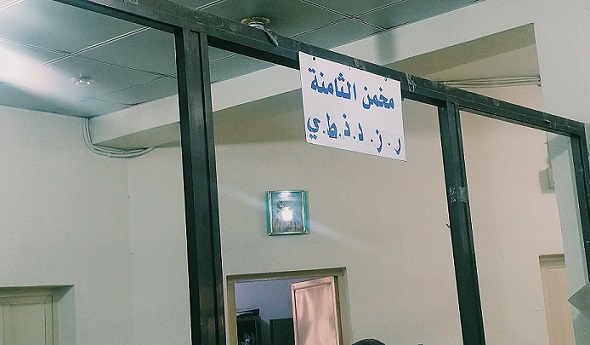 مخمن الثامنة
ر . ز . د . ذ . ط . ي